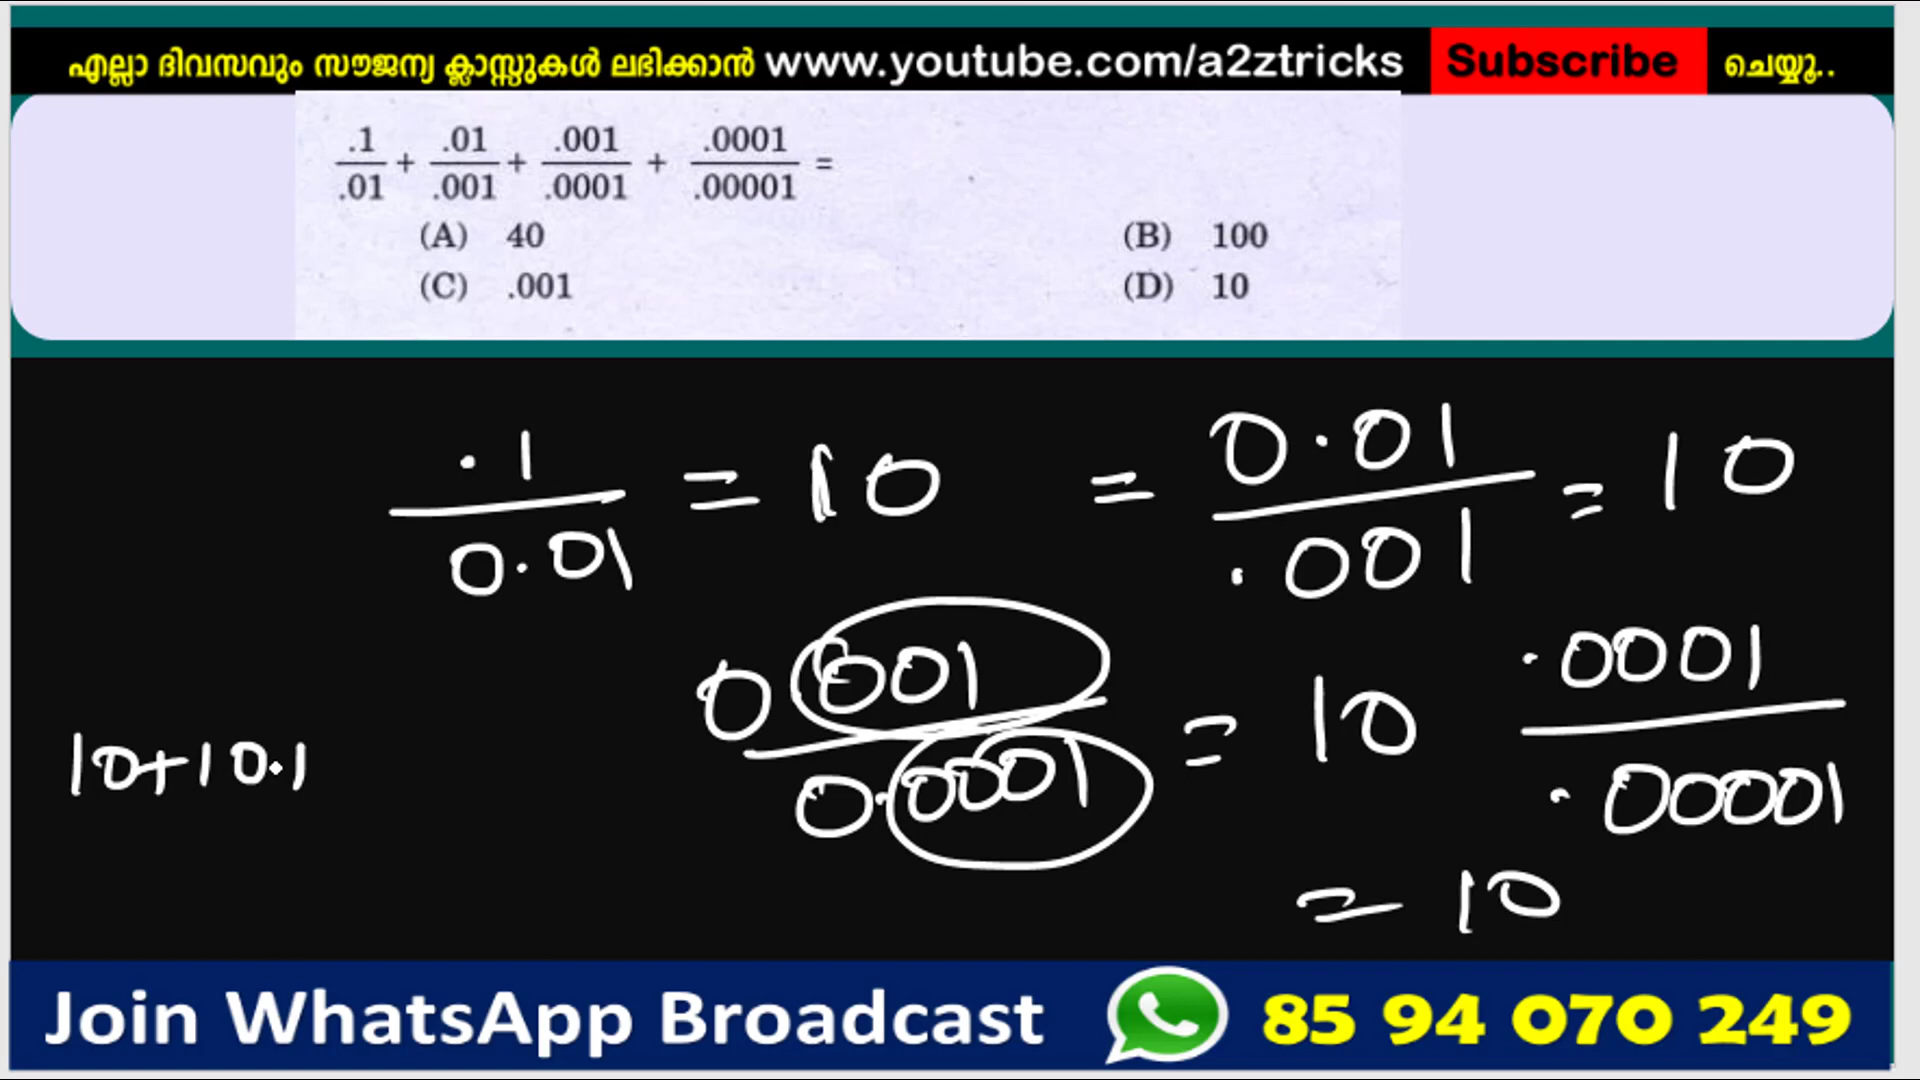 എല്ലാ ദിവസവും സൗജന്യ ക്ലാസ്സുകൾ ലഭിക്കാൻ www.youtube.com/a2ztricks Subscribe ചെയ്യൂ..
.1/.01 + .01/.001 + .001/.0001 + .0001/.00001 =
(A) 40 (B) 100
(C) .001 (D) 10
.1/0.01 = 10 = 0.01/.001 = 10
0 001/0.0001 = 10 .0001/.00001
10+10.1
= 10
Join WhatsApp Broadcast 85 94 070 249